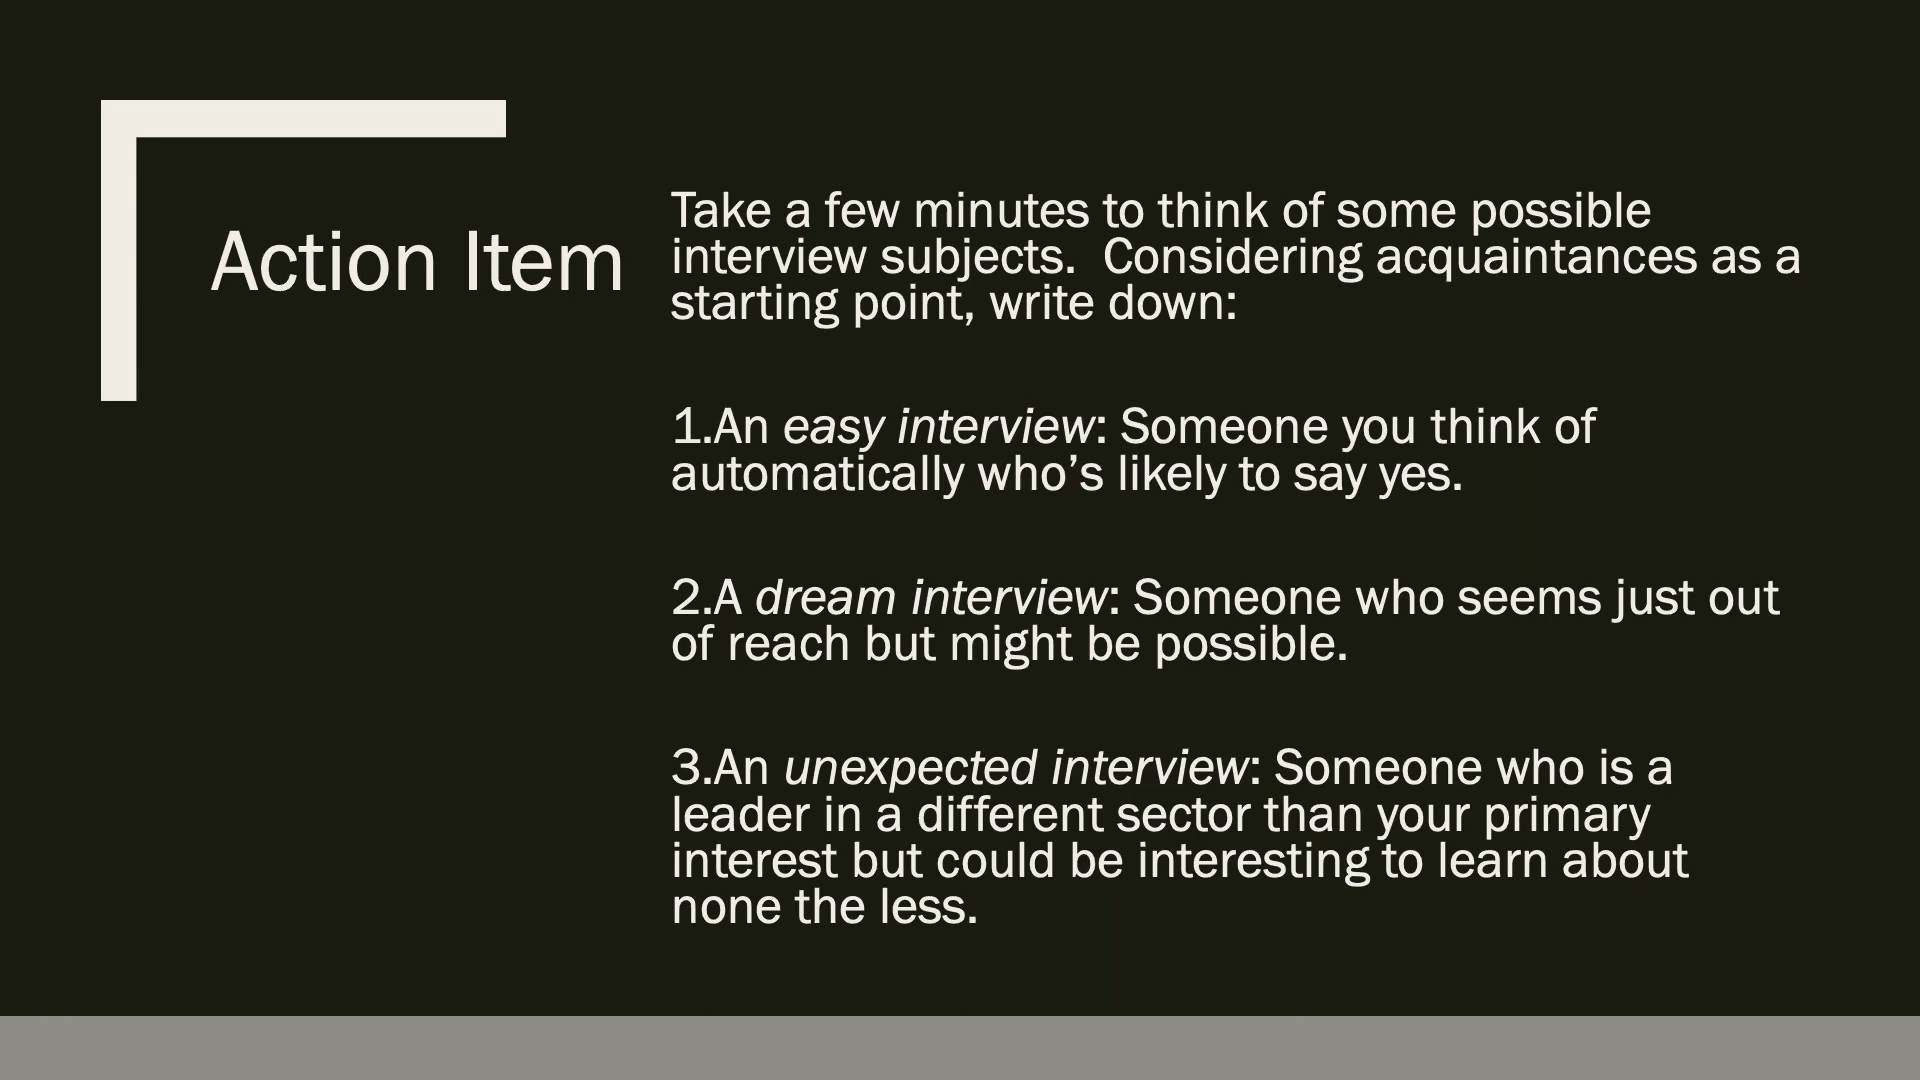 Action Item
Take a few minutes to think of some possible
interview subjects.  Considering acquaintances as a
starting point, write down:
1.An easy interview: Someone you think of
automatically who’s likely to say yes.
2.A dream interview: Someone who seems just out
of reach but might be possible.
3.An unexpected interview: Someone who is a
leader in a different sector than your primary
interest but could be interesting to learn about
none the less.